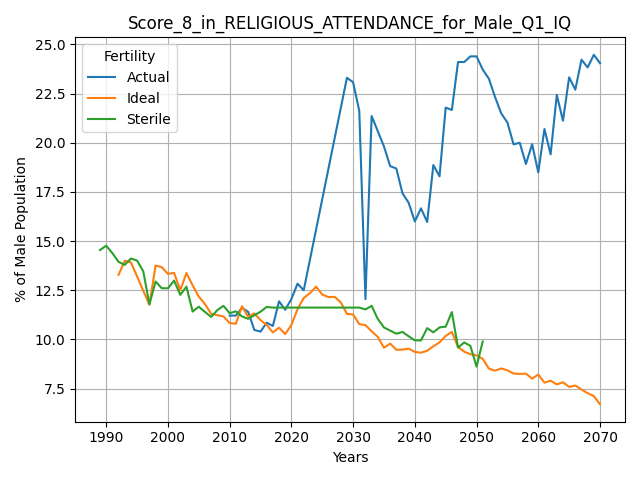 Score_8_in_RELIGIOUS_ATTENDANCE_for_Male_Q1_IQ
Fertility
Actual
Ideal
Sterile
% of Male Population
25.0
22.5
20.0
17.5
15.0
12.5
10.0
7.5
1990 2000 2010 2020 2030 2040 2050 2060 2070
Years